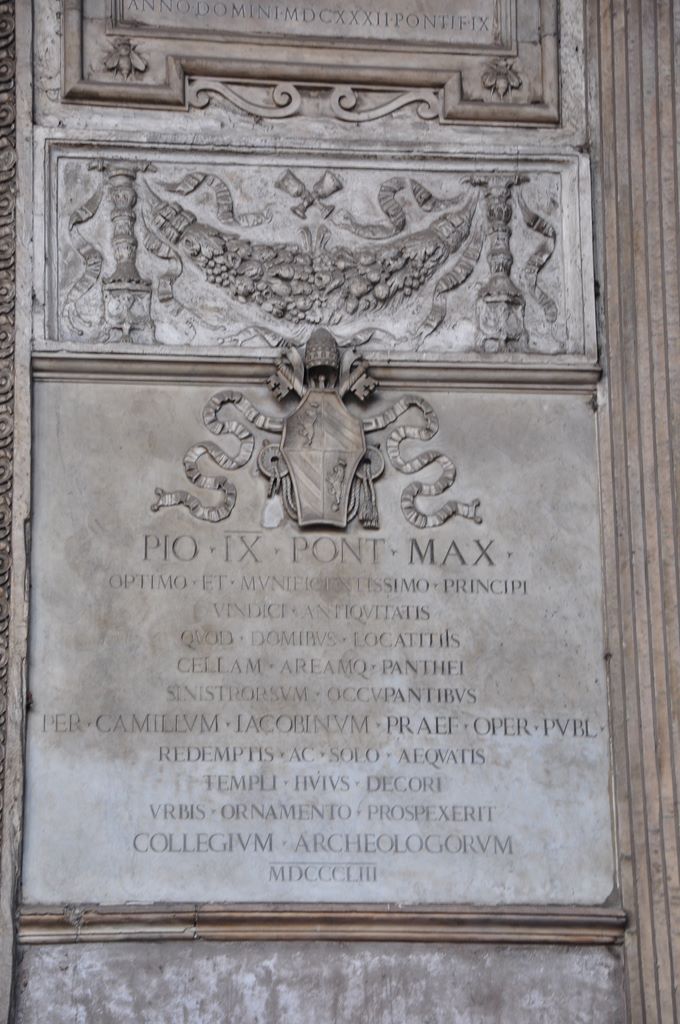 ANNO·DOMINI·MDCXXXII·PONTIF·IX
PIO · IX · PONT · MAX ·
OPTIMO · ET · MVNIFICENTISSIMO · PRINCIPI
VINDICI · ANTIQVITATIS
QVOD · DOMIBVS · LOCATITIIS
CELLAM · AREAMQ · PANTHEI
SINISTRORSVM · OCCVPANTIBVS
PER · CAMILLVM · IACOBINVM · PRAEF · OPER · PVBL ·
REDEMPTIS · AC · SOLO · AEQVATIS
TEMPLI · HVIVS · DECORI
VRBIS · ORNAMENTO · PROSPEXERIT
COLLEGIVM · ARCHEOLOGORVM
MDCCCLIII